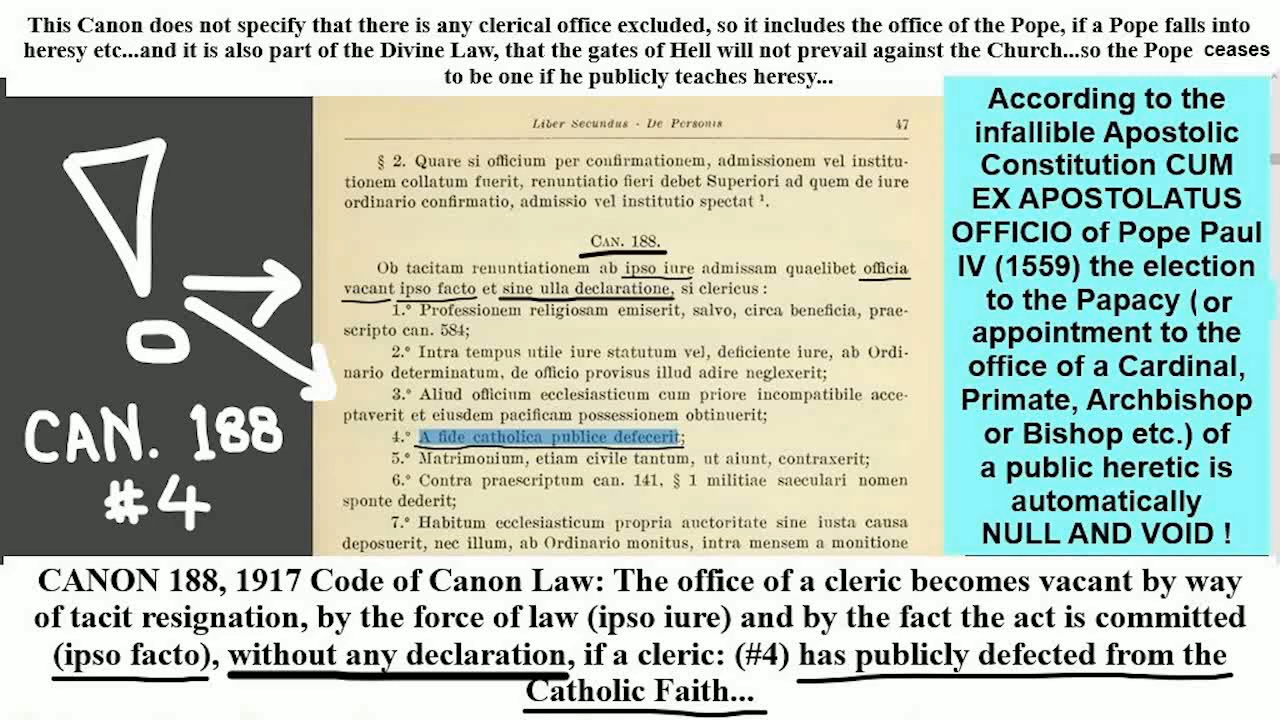 This Canon does not specify that there is any clerical office excluded, so it includes the office of the Pope, if a Pope falls into
heresy etc...and it is also part of the Divine Law, that the gates of Hell will not prevail against the Church...so the Pope ceases
to be one if he publicly teaches heresy...
Liber Secundus - De Personis 47
§ 2. Quare si officium per confirmationem, admissionem vel institu-
tionem collatum fuerit, renuntiatio fieri debet Superiori ad quem de iure
ordinario confirmatio, admissio vel institutio spectat ¹.
CAN. 188.
Ob tacitam renuntiationem ab ipso iure admissam quaelibet officia
vacant ipso facto et sine ulla declaratione, si clericus :
1.° Professionem religiosam emiserit, salvo, circa beneficia, prae-
scripto can. 584;
2.° Intra tempus utile iure statutum vel, deficiente iure, ab Ordi-
nario determinatum, de officio provisus illud adire neglexerit;
3.° Aliud officium ecclesiasticum cum priore incompatibile acce-
ptaverit et eiusdem pacificam possessionem obtinuerit;
4.° A fide catholica publice defecerit;
5.° Matrimonium, etiam civile tantum, ut aiunt, contraxerit;
6.° Contra praescriptum can. 141, § 1 militiae saeculari nomen
sponte dederit;
7.° Habitum ecclesiasticum propria auctoritate sine iusta causa
deposuerit, nec illum, ab Ordinario monitus, intra mensem a monitione
CAN. 188
#4
According to the
infallible Apostolic
Constitution CUM
EX APOSTOLATUS
OFFICIO of Pope Paul
IV (1559) the election
to the Papacy (or
appointment to the
office of a Cardinal,
Primate, Archbishop
or Bishop etc.) of
a public heretic is
automatically
NULL AND VOID !
CANON 188, 1917 Code of Canon Law: The office of a cleric becomes vacant by way
of tacit resignation, by the force of law (ipso iure) and by the fact the act is committed
(ipso facto), without any declaration, if a cleric: (#4) has publicly defected from the
Catholic Faith...